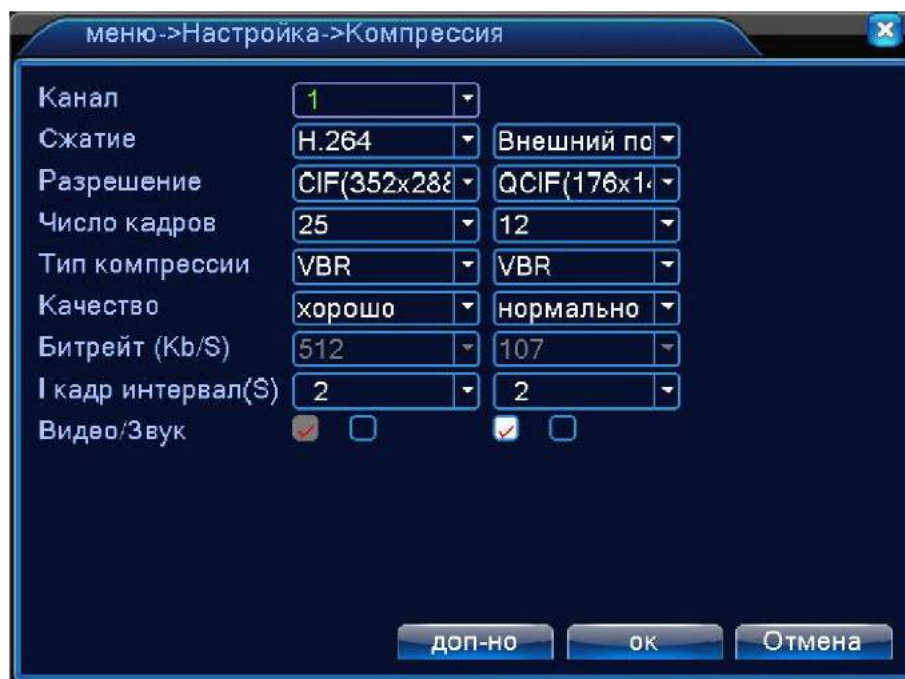 меню->Настройка->Компрессия
Канал 1
Сжатие H.264 Внешний по
Разрешение CIF(352x288 QCIF(176x14
Число кадров 25 12
Тип компрессии VBR VBR
Качество хорошо нормально
Битрейт (Kb/S) 512 107
I кадр интервал(S) 2 2
Видео/Звук
доп-но ок Отмена